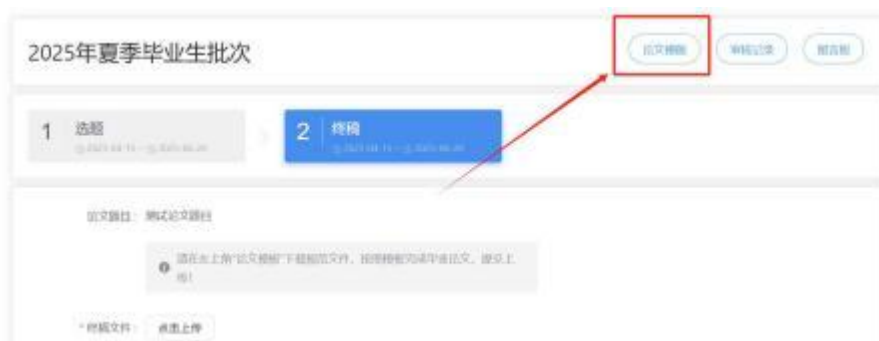 2025年夏季毕业生批次
论文模板
审核记录
留言板
1 选题
2 终稿
论文题目： 测试论文题目
请在右上角"论文模板"下载模板文件，按照模板完成毕业论文，提交上
传！
*终稿文件： 点击上传